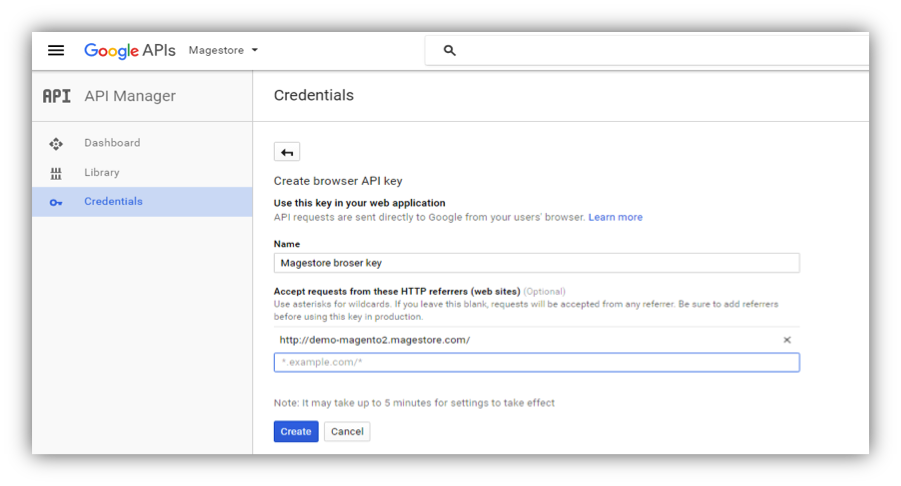 Google APIs Magestore
API API Manager
Credentials
Dashboard
Library
Credentials
Create browser API key
Use this key in your web application
API requests are sent directly to Google from your users' browser. Learn more
Name
Magestore broser key
Accept requests from these HTTP referrers (web sites) (Optional)
Use asterisks for wildcards. If you leave this blank, requests will be accepted from any referrer. Be sure to add referrers
before using this key in production.
http://demo-magento2.magestore.com/
*.example.com/*
Note: It may take up to 5 minutes for settings to take effect
Create Cancel